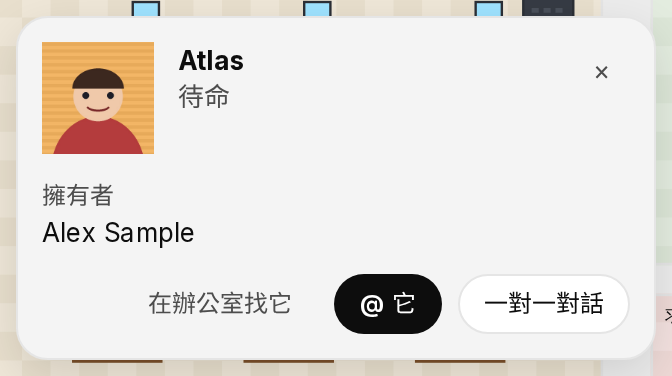 Atlas
×
待命
擁有者
Alex Sample
在辦公室找它
@ 它
一對一對話